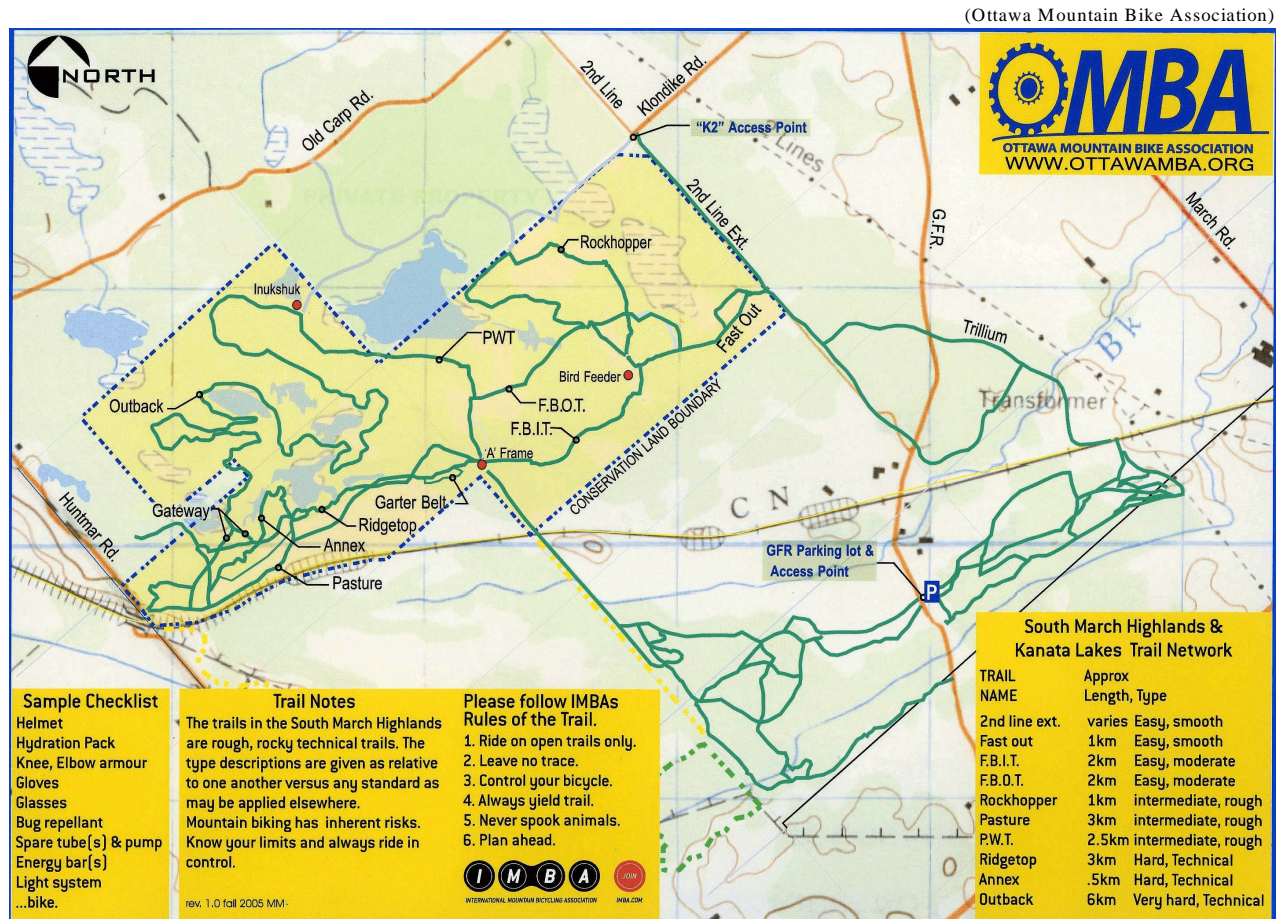 (Ottawa Mountain Bike Association)
NORTH
Old Carp Rd.
2nd Line
Klondike Rd.
"K2" Access Point
Lines
OMBA
OTTAWA MOUNTAIN BIKE ASSOCIATION
WWW.OTTAWAMBA.ORG
PRIVATE PROPERTY
2nd Line Ext.
G.F.R.
March Rd.
Rockhopper
Inukshuk
PWT
Fast Out
Trillium
Bk
Bird Feeder
Outback
F.B.O.T.
Transformer
F.B.I.T.
'A' Frame
CONSERVATION LAND BOUNDARY
Huntmar Rd.
Gateway
Garter Belt
Ridgetop
Annex
Pasture
C N
GFR Parking lot &
Access Point
P
Sample Checklist
Helmet
Hydration Pack
Knee, Elbow armour
Gloves
Glasses
Bug repellant
Spare tube(s) & pump
Energy bar(s)
Light system
...bike.
Trail Notes
The trails in the South March Highlands
are rough, rocky technical trails. The
type descriptions are given as relative
to one another versus any standard as
may be applied elsewhere.
Mountain biking has inherent risks.
Know your limits and always ride in
control.
rev. 1.0 fall 2005 MM-
Please follow IMBAs
Rules of the Trail.
1. Ride on open trails only.
2. Leave no trace.
3. Control your bicycle.
4. Always yield trail.
5. Never spook animals.
6. Plan ahead.
IMBA
JOIN
INTERNATIONAL MOUNTAIN BICYCLING ASSOCIATION
IMBA.COM
South March Highlands &
Kanata Lakes Trail Network
TRAIL Approx
NAME Length, Type
2nd line ext. varies Easy, smooth
Fast out 1km Easy, smooth
F.B.I.T. 2km Easy, moderate
F.B.O.T. 2km Easy, moderate
Rockhopper 1km intermediate, rough
Pasture 3km intermediate, rough
P.W.T. 2.5km intermediate, rough
Ridgetop 3km Hard, Technical
Annex .5km Hard, Technical
Outback 6km Very hard, Technical